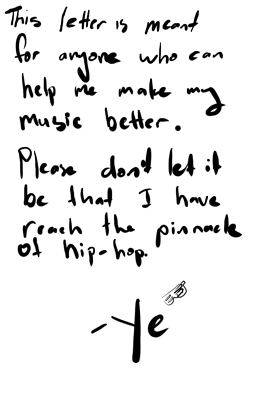 This letter is meant
for anyone who can
help me make my
music better.
Please don't let it
be that I have
reach the pinnacle
of hip-hop.
-Ye